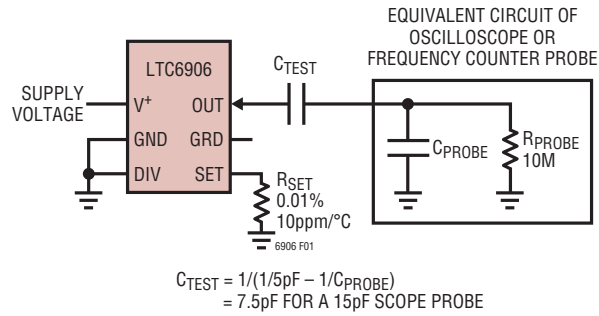 EQUIVALENT CIRCUIT OF
OSCILLOSCOPE OR
FREQUENCY COUNTER PROBE
LTC6906
CTEST
SUPPLY
VOLTAGE
V+
OUT
GND
GRD
DIV
SET
CPROBE
RPROBE
10M
RSET
0.01%
10ppm/°C
6906 F01
CTEST = 1/(1/5pF – 1/CPROBE)
= 7.5pF FOR A 15pF SCOPE PROBE